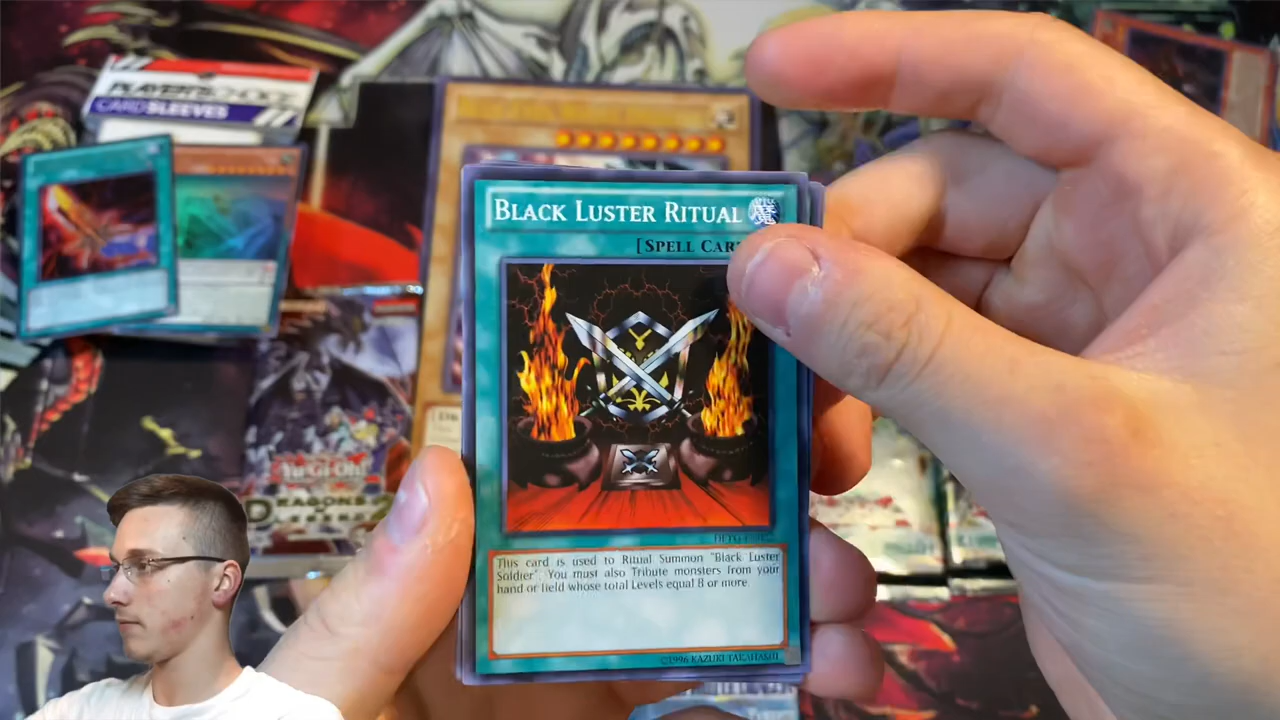 PLAYER'S CHOICE
CARD SLEEVES
BLACK LUSTER RITUAL 魔
[SPELL CAR
This card is used to Ritual Summon "Black Luster
Soldier". You must also Tribute monsters from your
hand or field whose total Levels equal 8 or more.
©1996 KAZUKI TAKAHASHI
Yu-Gi-Oh!
DRAGONS